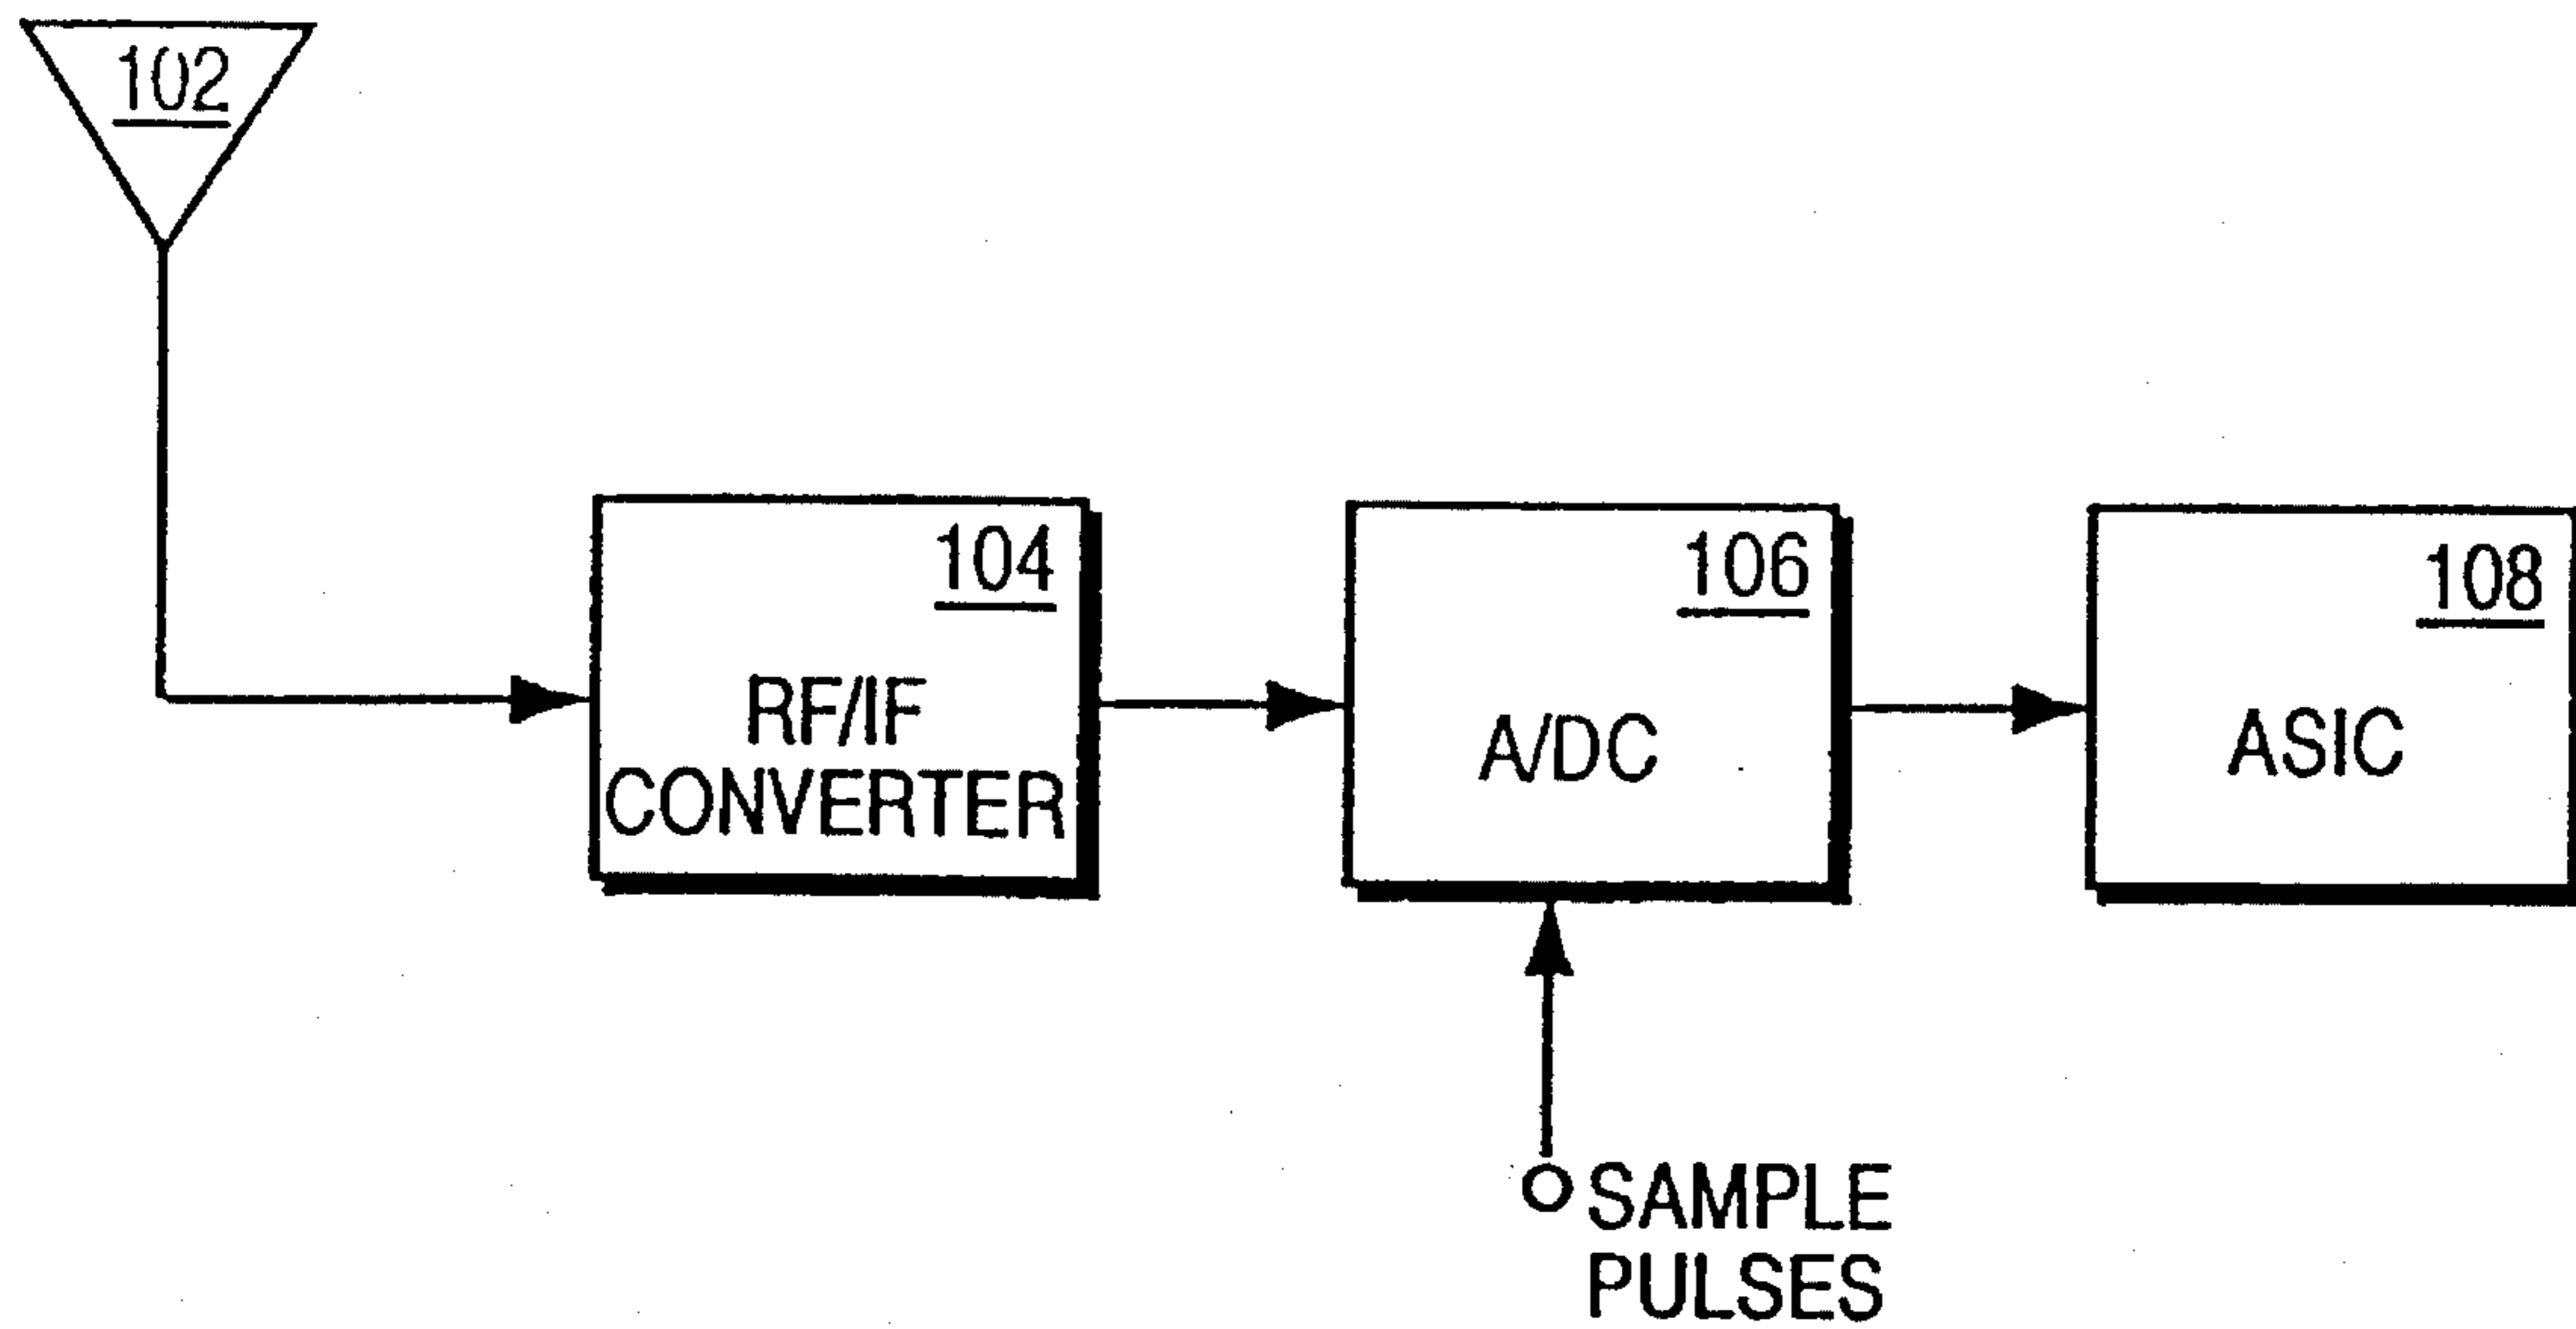 102
104
RF/IF
CONVERTER
106
A/DC
108
ASIC
SAMPLE
PULSES